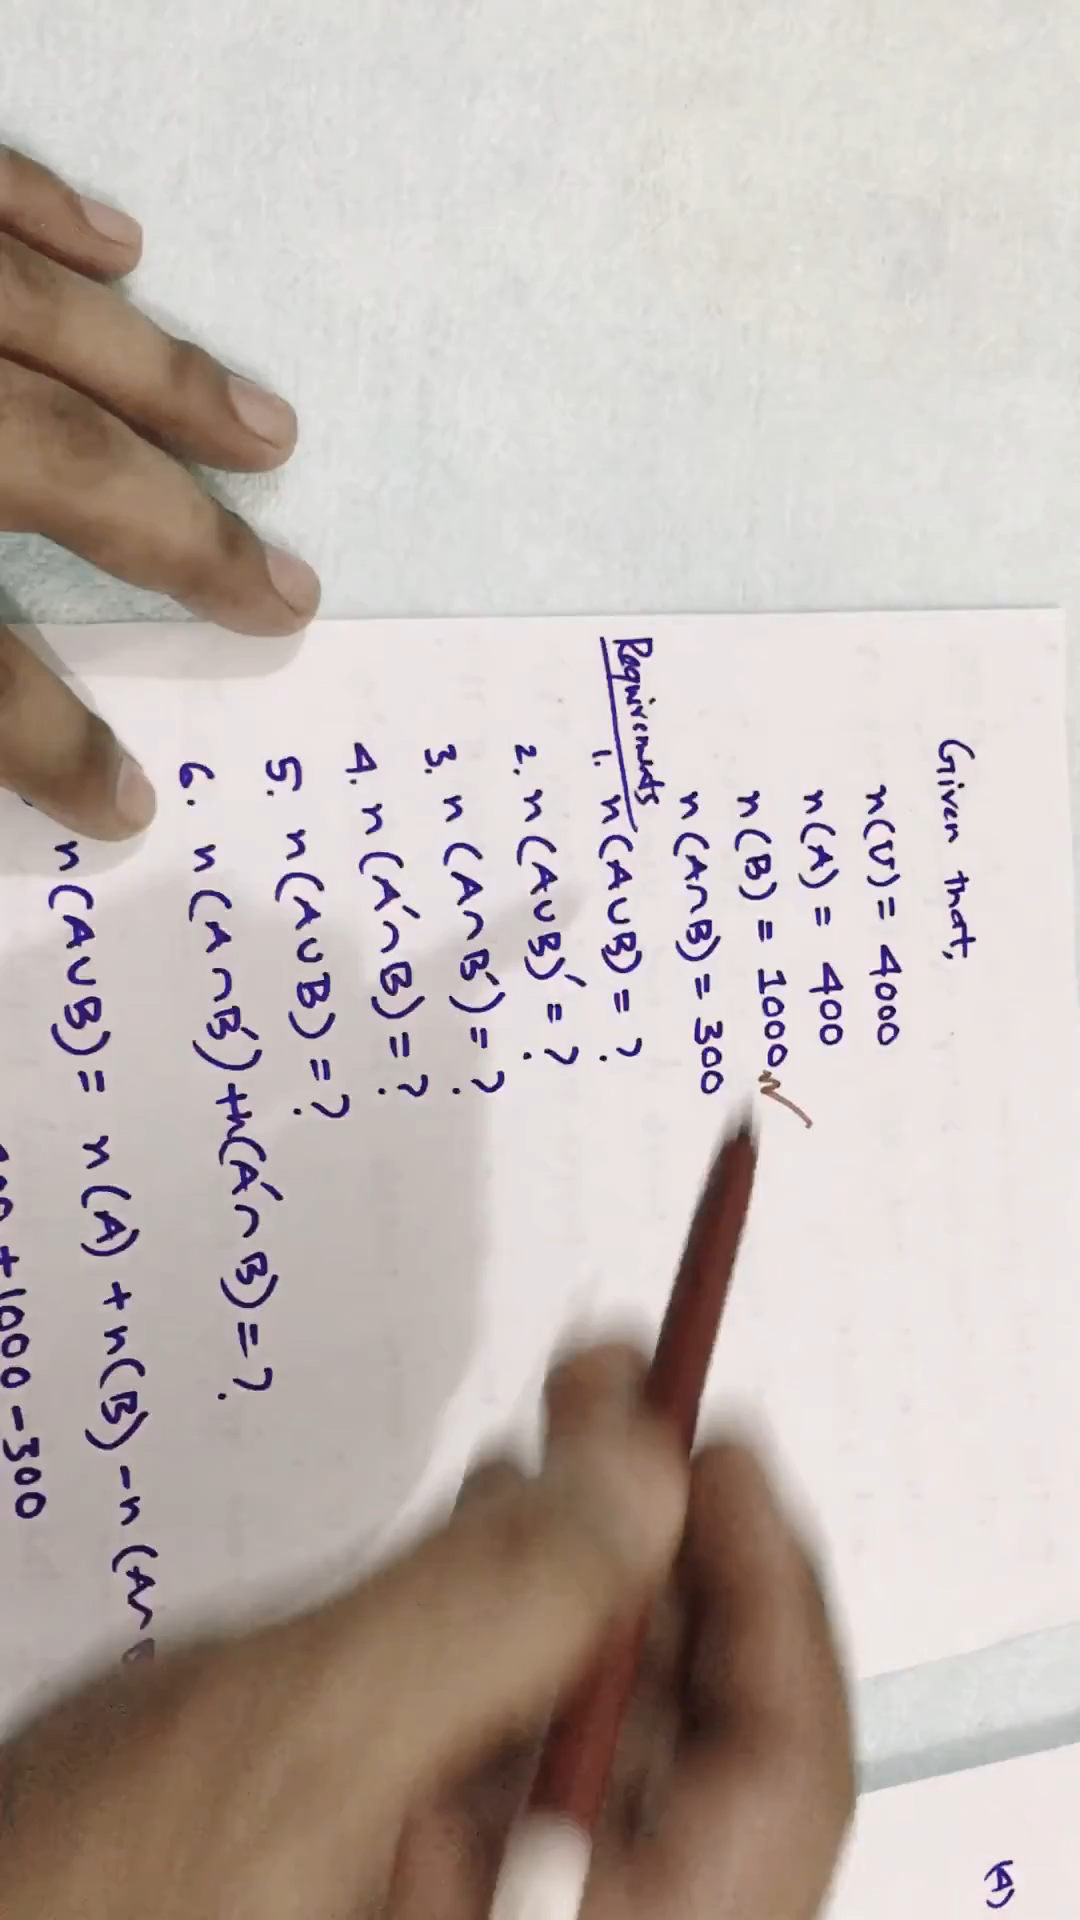 Given that,
n(U) = 4000
n(A) = 400
n(B) = 1000
n(A∩B) = 300
Requirements
1. n(A∪B) = ?
2. n(A∪B)′ = ?
3. n(A∩B′) = ?
4. n(A′∩B) = ?
5. n(A∪B) = ?
6. n(A∩B′) + n(A′∩B) = ?
n(A∪B) = n(A) + n(B) - n(A∩
+ 1000 - 300
A)